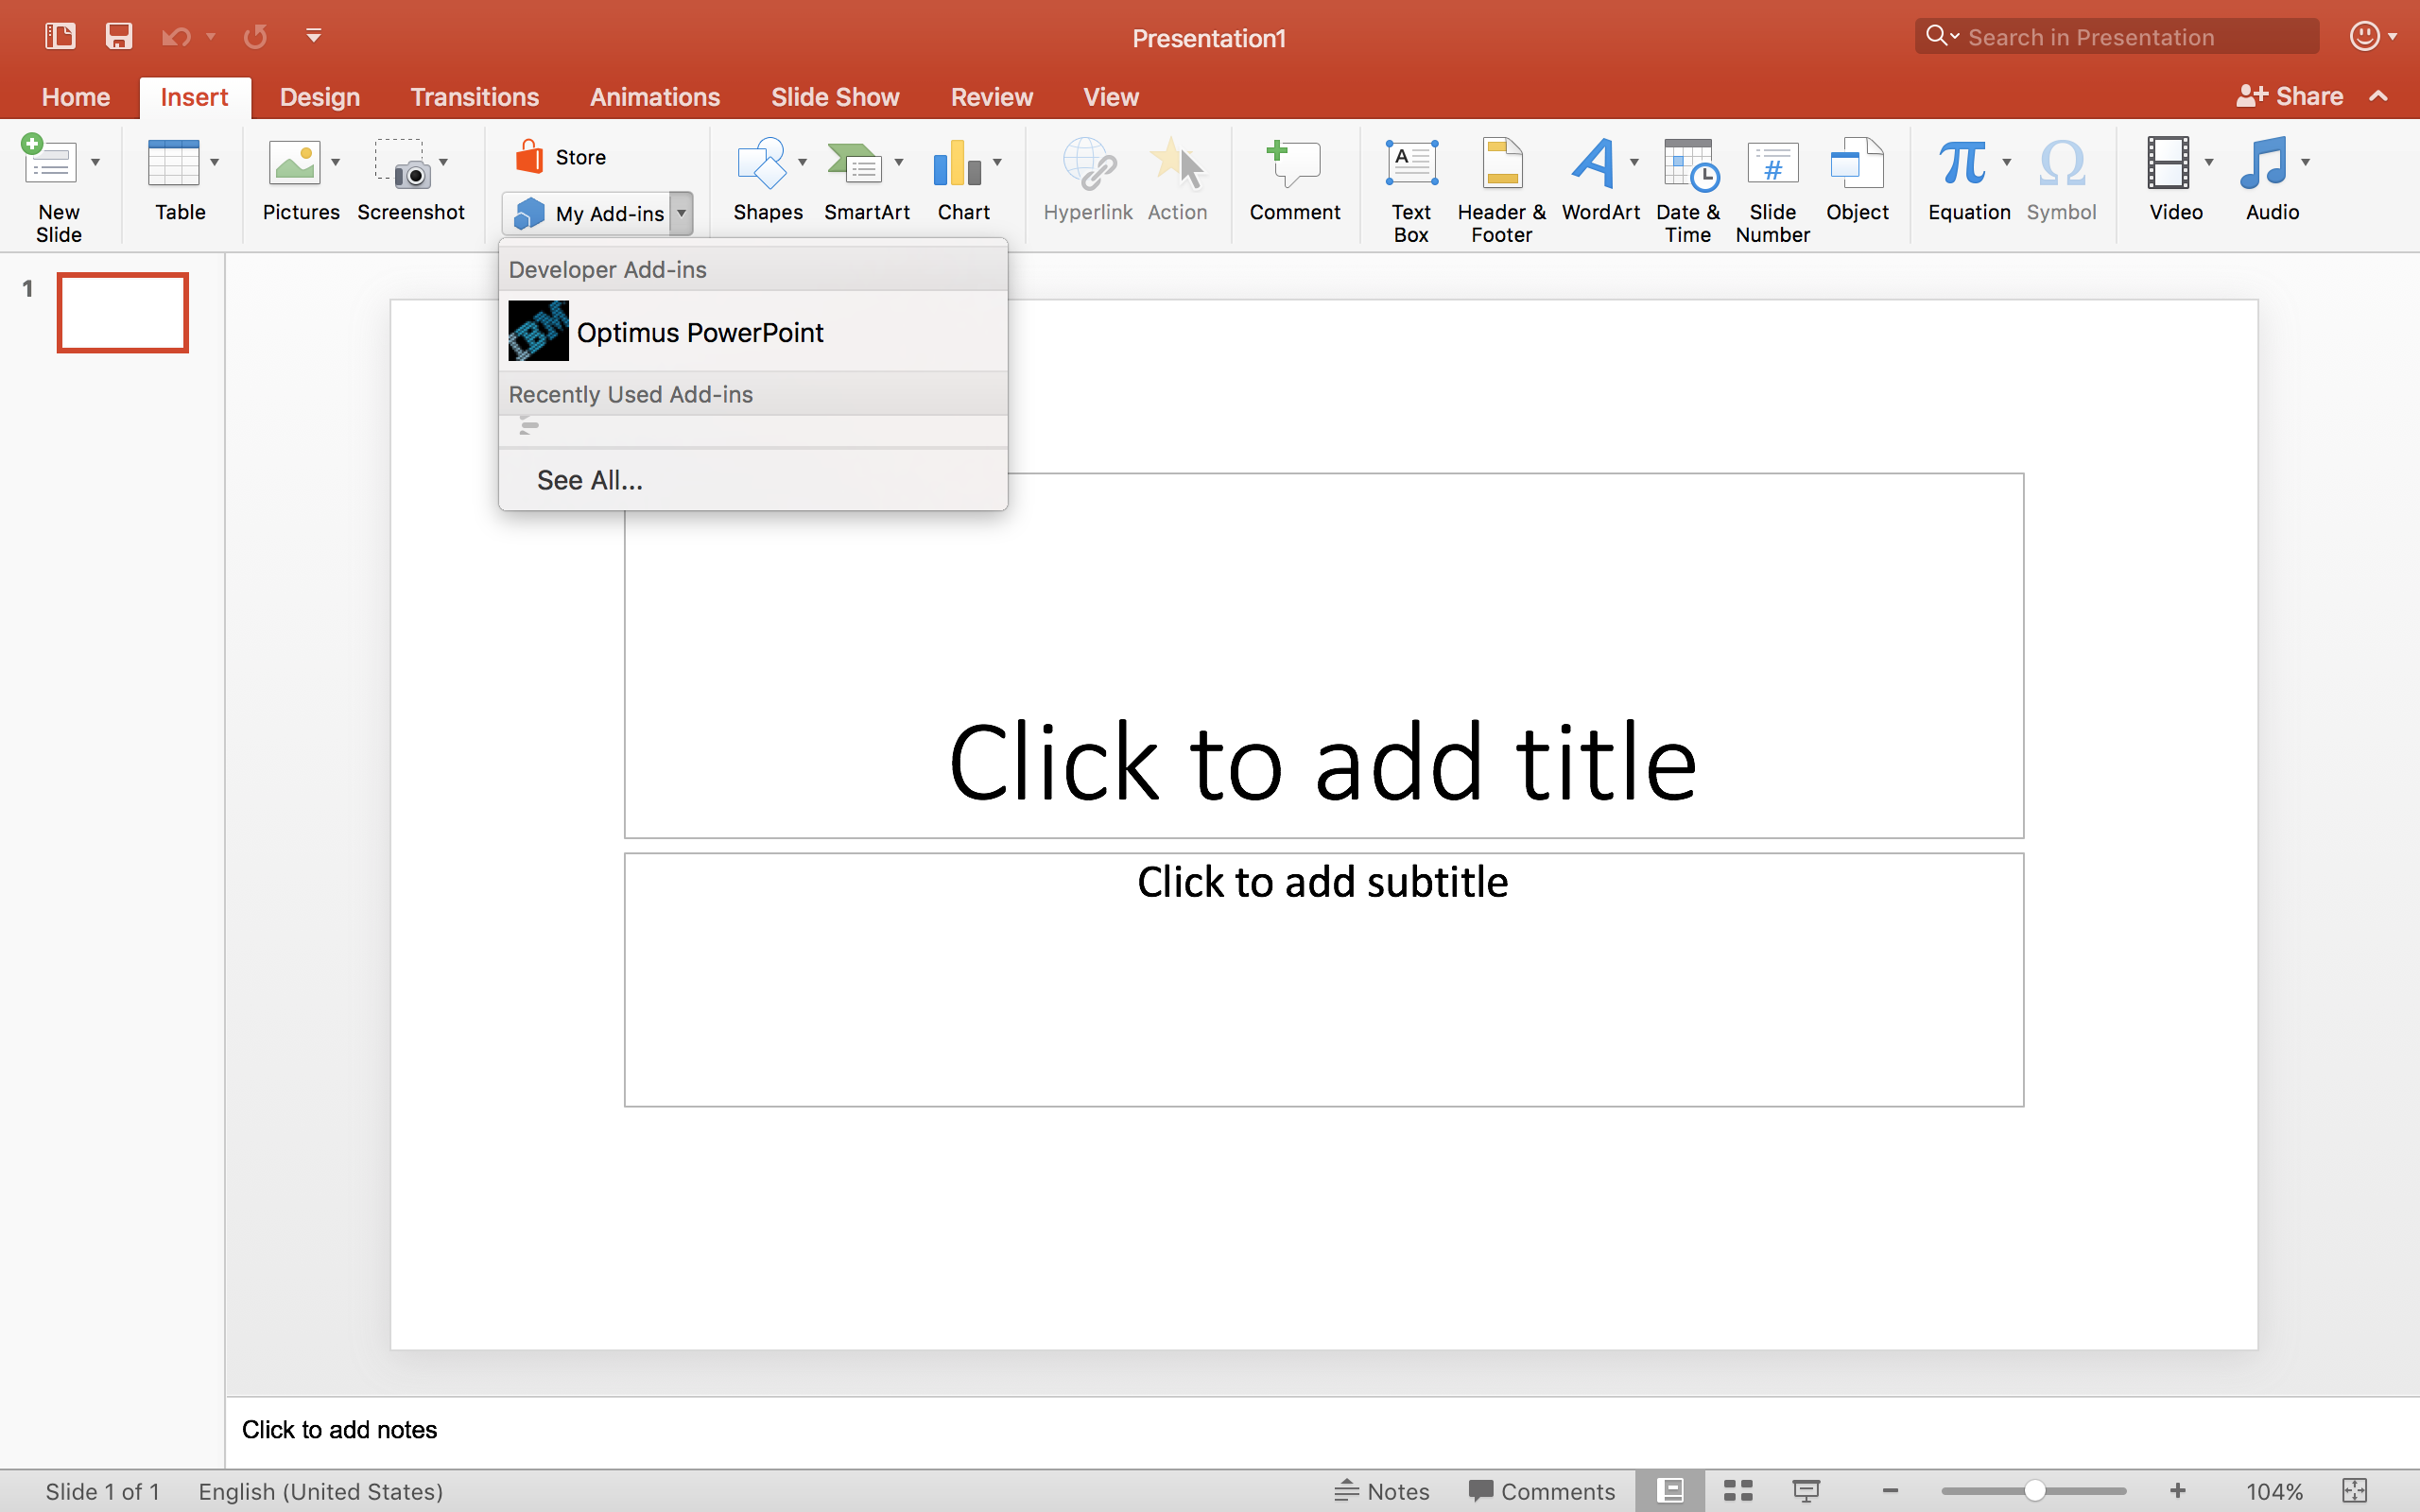 Presentation1
Search in Presentation
Home Insert Design Transitions Animations Slide Show Review View Share
New Slide
Table
Pictures
Screenshot
Store
My Add-ins
Shapes
SmartArt
Chart
Hyperlink
Action
Comment
A
Text Box
Header & Footer
A
WordArt
Date & Time
#
Slide Number
Object
π
Equation
Ω
Symbol
Video
Audio
Developer Add-ins
IBM
Optimus PowerPoint
Recently Used Add-ins
See All...
1
Click to add title
Click to add subtitle
Click to add notes
Slide 1 of 1 English (United States) Notes Comments 104%